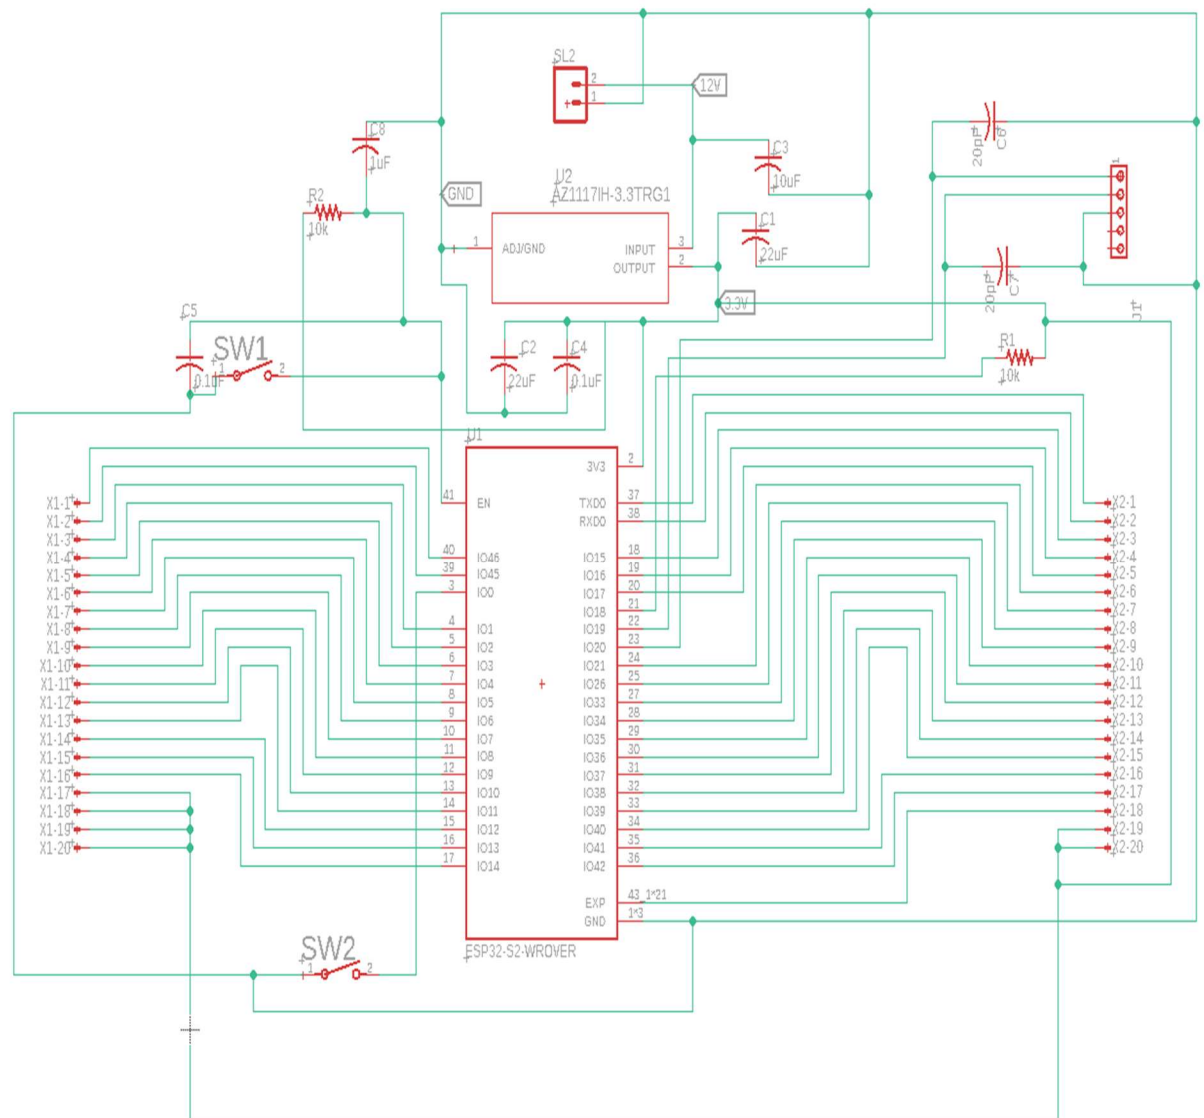 SL2
2
1
12V
C8
1uF
C3
10uF
20pF
C6
1
U2
AZ1117IH-3.3TRG1
GND
R2
10k
C1
22uF
1
ADJ/GND
INPUT
3
OUTPUT
2
3.3V
20pF
C7
J1
C5
0.1uF
SW1
1
2
C2
22uF
C4
0.1uF
R1
10k
U1
3V3
2
X1-1
41
EN
TXD0
37
X2-1
X1-2
RXD0
38
X2-2
X1-3
X2-3
X1-4
40
IO46
IO15
18
X2-4
X1-5
39
IO45
IO16
19
X2-5
X1-6
3
IO0
IO17
20
X2-6
X1-7
IO18
21
X2-7
X1-8
4
IO1
IO19
22
X2-8
X1-9
5
IO2
IO20
23
X2-9
X1-10
6
IO3
IO21
24
X2-10
X1-11
7
IO4
IO26
25
X2-11
X1-12
8
IO5
IO33
27
X2-12
X1-13
9
IO6
IO34
28
X2-13
X1-14
10
IO7
IO35
29
X2-14
X1-15
11
IO8
IO36
30
X2-15
X1-16
12
IO9
IO37
31
X2-16
X1-17
13
IO10
IO38
32
X2-17
X1-18
14
IO11
IO39
33
X2-18
X1-19
15
IO12
IO40
34
X2-19
X1-20
16
IO13
IO41
35
X2-20
17
IO14
IO42
36
EXP
43_1*21
GND
1*3
ESP32-S2-WROVER
SW2
1
2